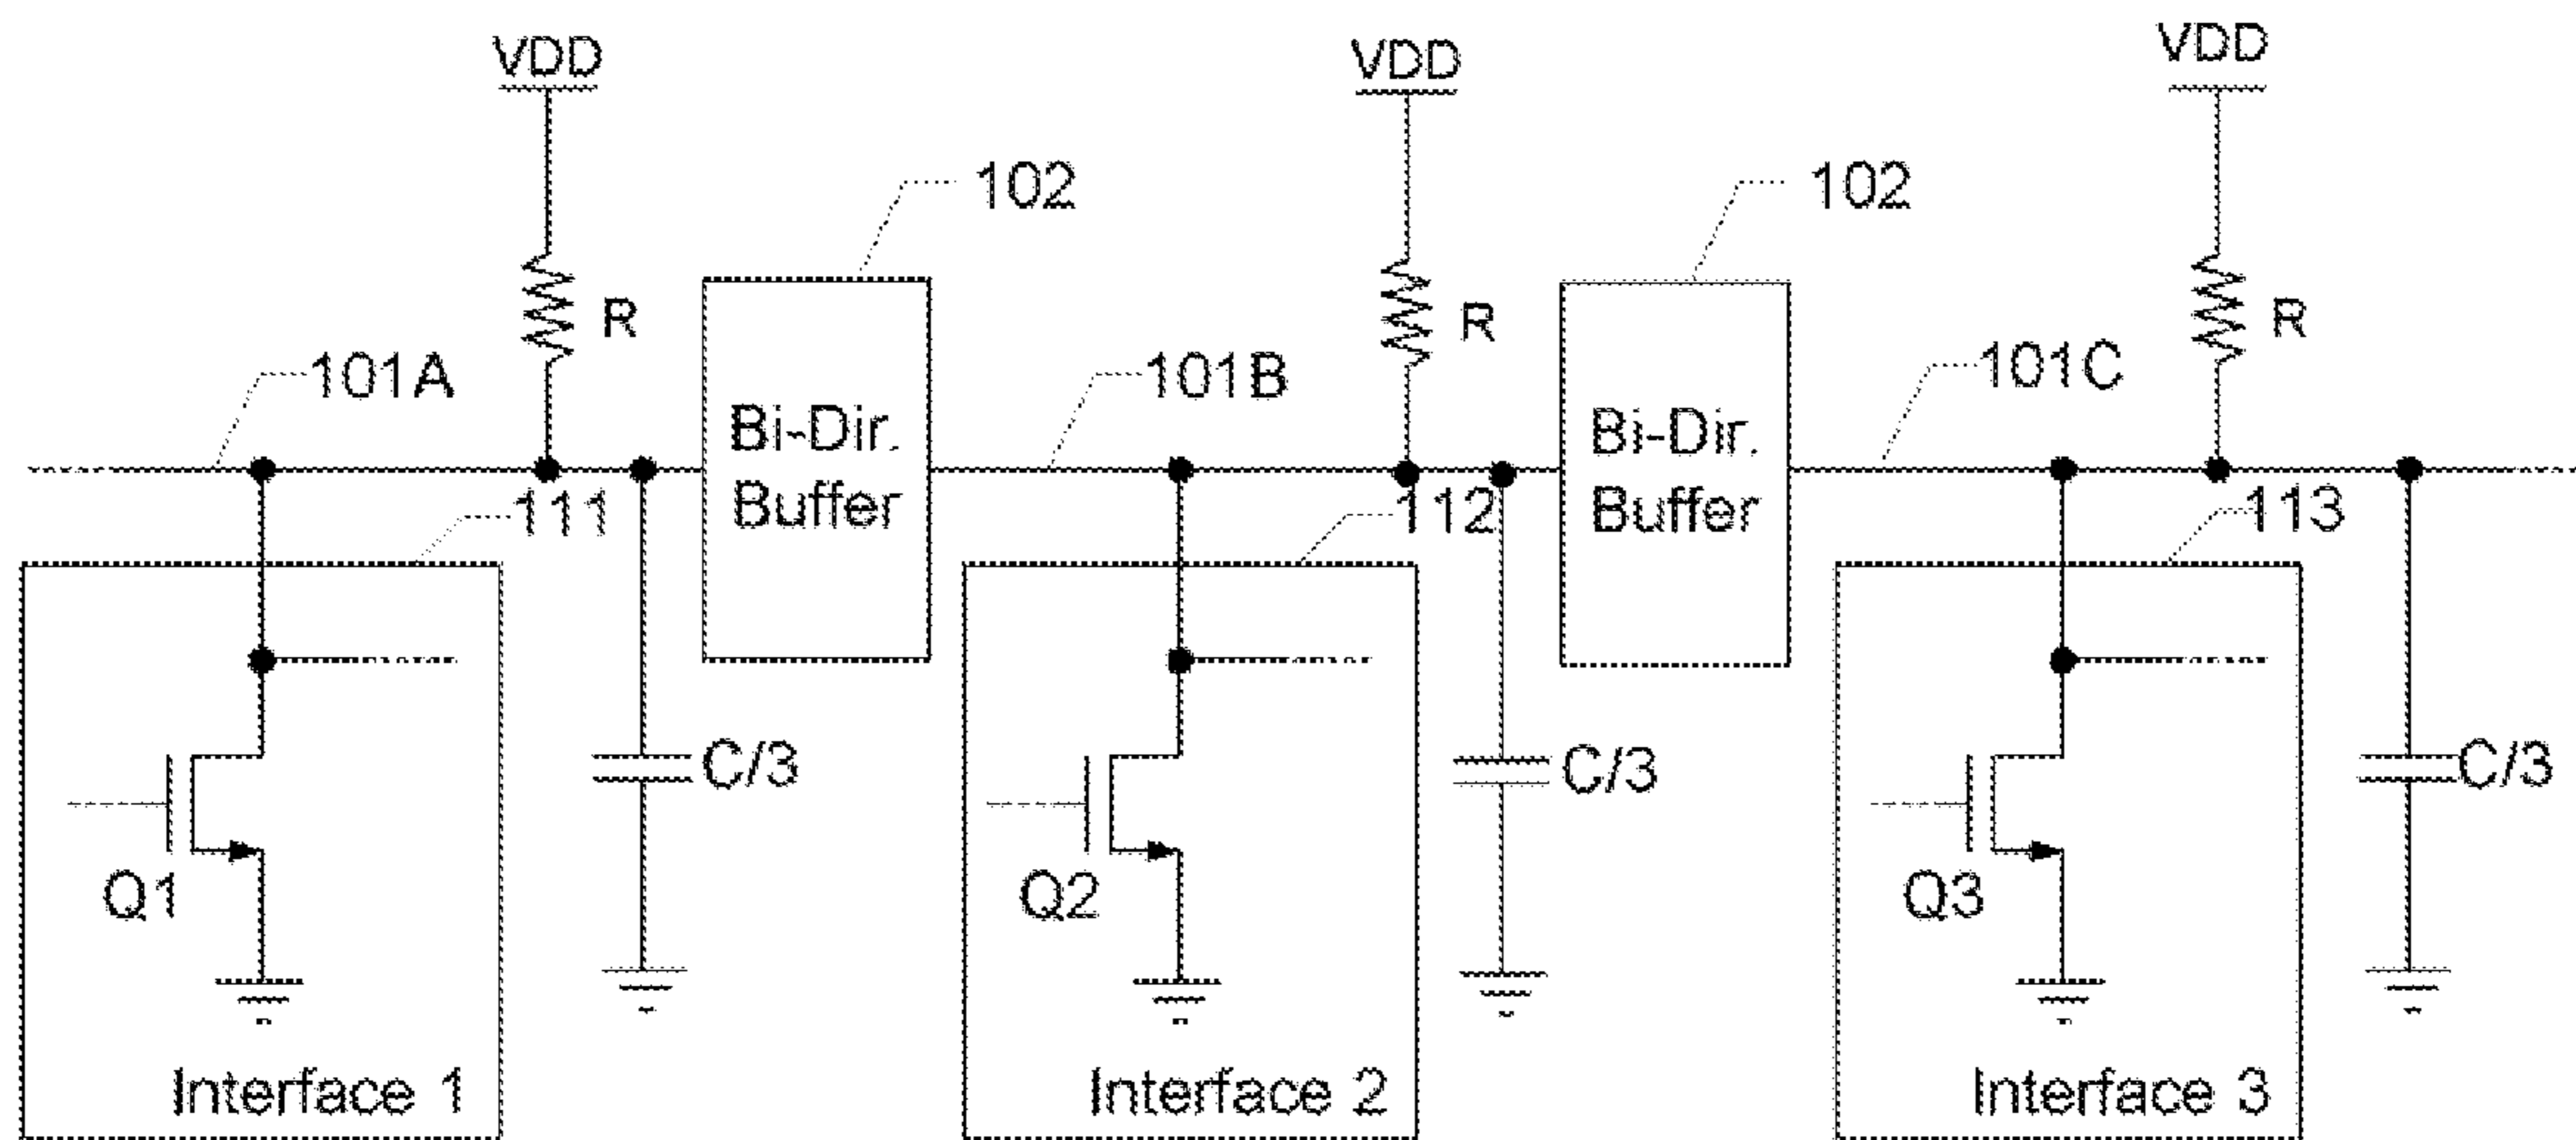 VDD
VDD
VDD
102
102
R
R
R
101A
101B
101C
Bi-Dir.
Buffer
Bi-Dir.
Buffer
111
112
113
C/3
C/3
C/3
Q1
Q2
Q3
Interface 1
Interface 2
Interface 3